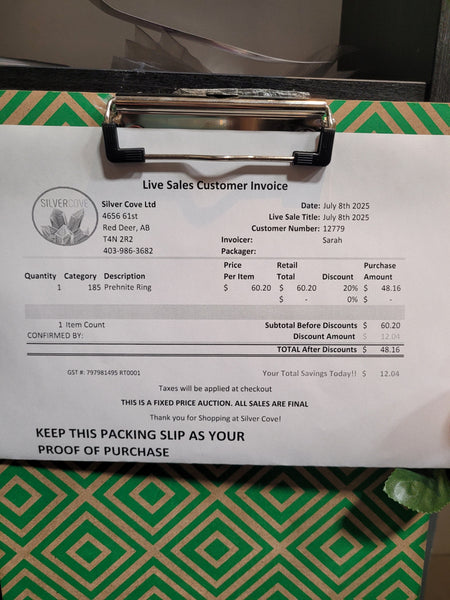 Live Sales Customer Invoice
SILVERCOVE
Silver Cove Ltd
4656 61st
Red Deer, AB
T4N 2R2
403-986-3682
Date: July 8th 2025
Live Sale Title: July 8th 2025
Customer Number: 12779
Invoicer: Sarah
Packager:
Price Retail Purchase
Quantity Category Description Per Item Total Discount Amount
1 185 Prehnite Ring $ 60.20 $ 60.20 20% $ 48.16
$ - 0% $ -
1 Item Count Subtotal Before Discounts $ 60.20
CONFIRMED BY: Discount Amount $ 12.04
TOTAL After Discounts $ 48.16
GST #: 797981495 RT0001 Your Total Savings Today!! $ 12.04
Taxes will be applied at checkout
THIS IS A FIXED PRICE AUCTION. ALL SALES ARE FINAL
Thank you for Shopping at Silver Cove!
KEEP THIS PACKING SLIP AS YOUR
PROOF OF PURCHASE